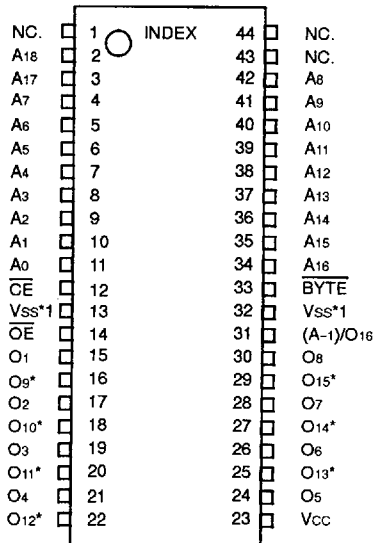 NC. 1 INDEX 44 NC.
A18 2 43 NC.
A17 3 42 A8
A7 4 41 A9
A6 5 40 A10
A5 6 39 A11
A4 7 38 A12
A3 8 37 A13
A2 9 36 A14
A1 10 35 A15
A0 11 34 A16
CE 12 33 BYTE
Vss*1 13 32 Vss*1
OE 14 31 (A-1)/O16
O1 15 30 O8
O9* 16 29 O15*
O2 17 28 O7
O10* 18 27 O14*
O3 19 26 O6
O11* 20 25 O13*
O4 21 24 O5
O12* 22 23 Vcc